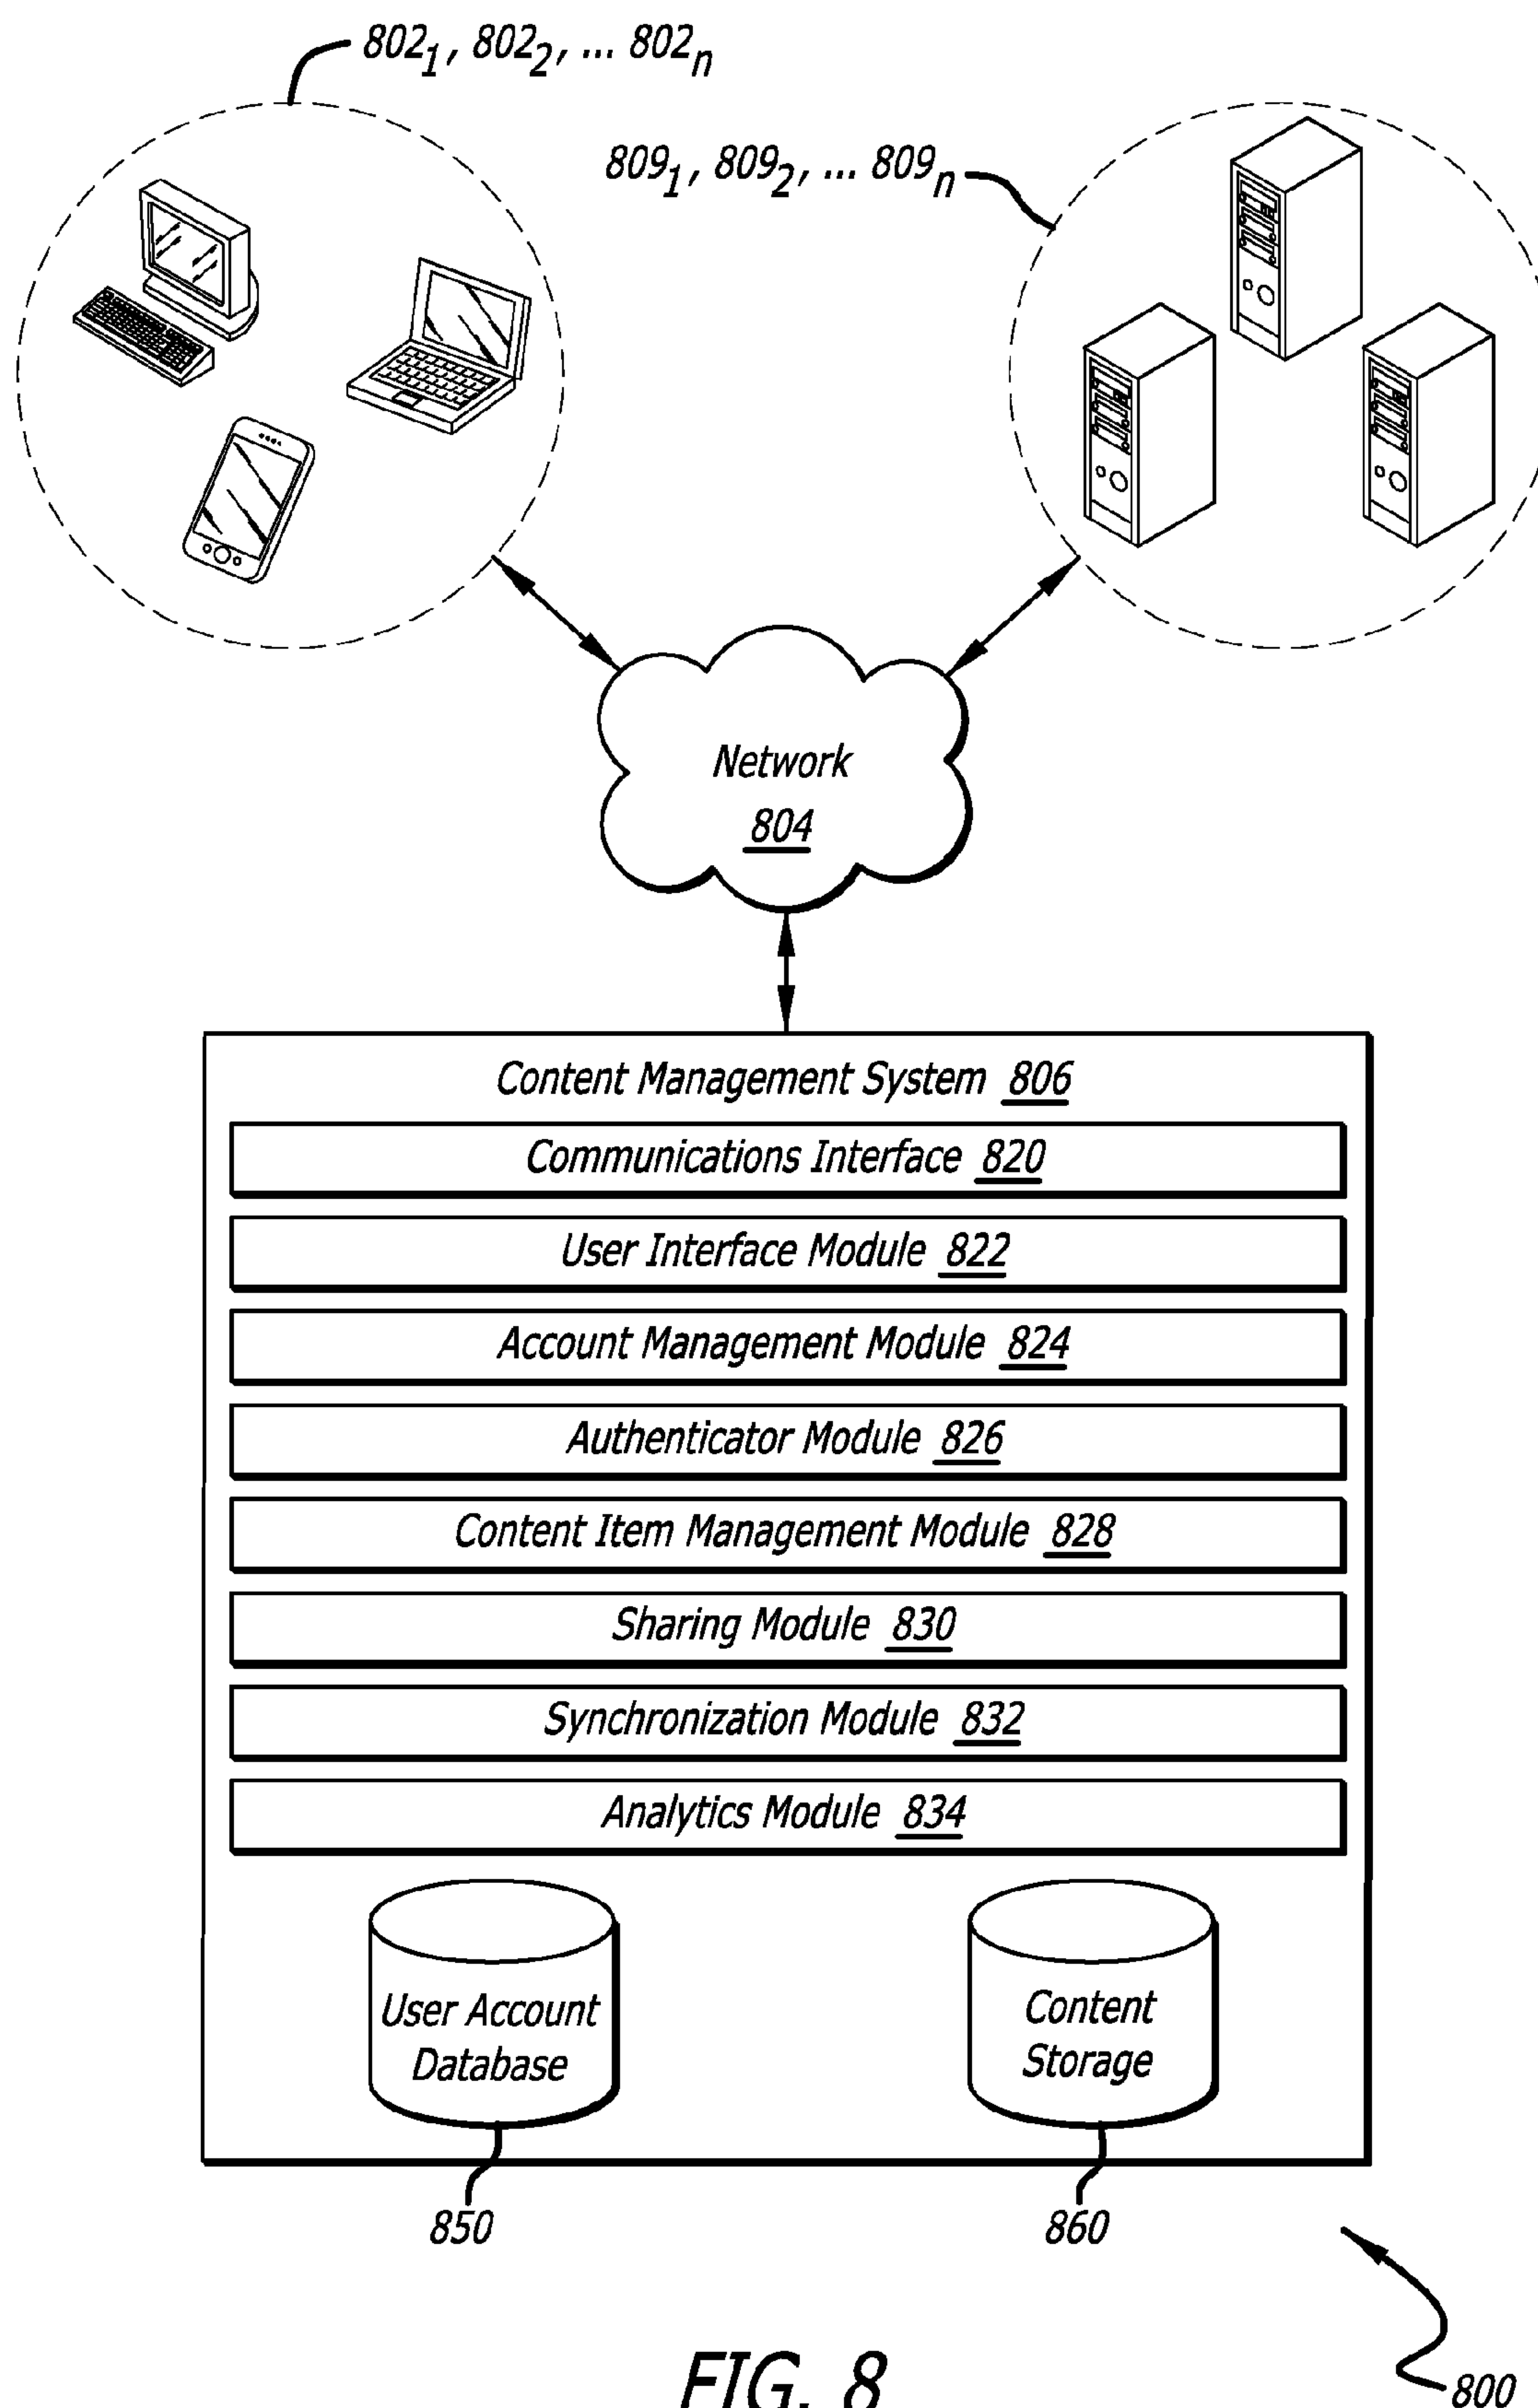 802₁, 802₂, ... 802ₙ
809₁, 809₂, ... 809ₙ
Network
804
Content Management System 806
Communications Interface 820
User Interface Module 822
Account Management Module 824
Authenticator Module 826
Content Item Management Module 828
Sharing Module 830
Synchronization Module 832
Analytics Module 834
User Account
Database
Content
Storage
850
860
800
FIG. 8